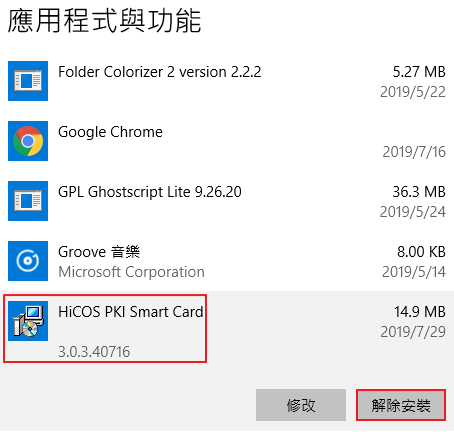 應用程式與功能
Folder Colorizer 2 version 2.2.2 5.27 MB
2019/5/22
Google Chrome
2019/7/16
GPL Ghostscript Lite 9.26.20 36.3 MB
2019/5/24
Groove 音樂 8.00 KB
Microsoft Corporation 2019/5/14
HiCOS PKI Smart Card 14.9 MB
2019/7/29
3.0.3.40716
修改 解除安裝